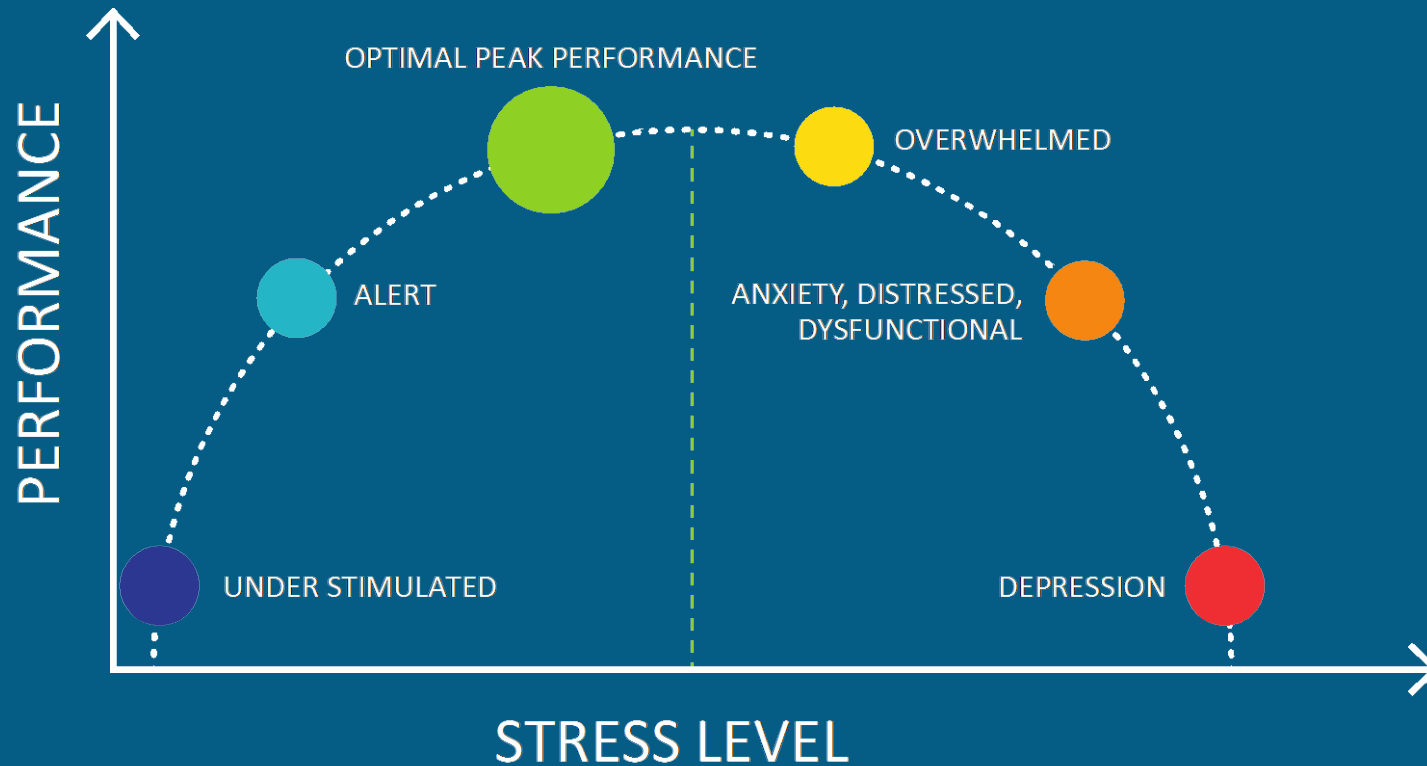 OPTIMAL PEAK PERFORMANCE
OVERWHELMED
ALERT
ANXIETY, DISTRESSED,
DYSFUNCTIONAL
UNDER STIMULATED
DEPRESSION
PERFORMANCE
STRESS LEVEL